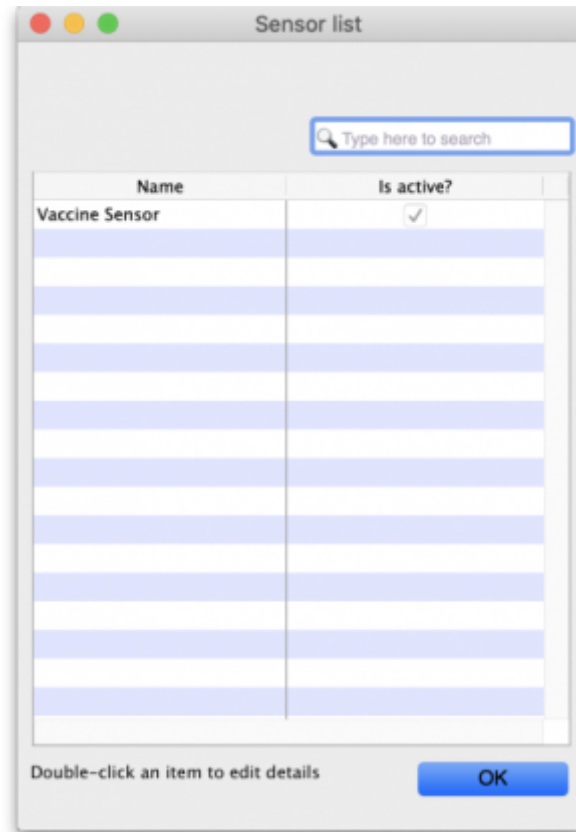 Sensor list
Type here to search
Name Is active?
Vaccine Sensor
Double-click an item to edit details OK